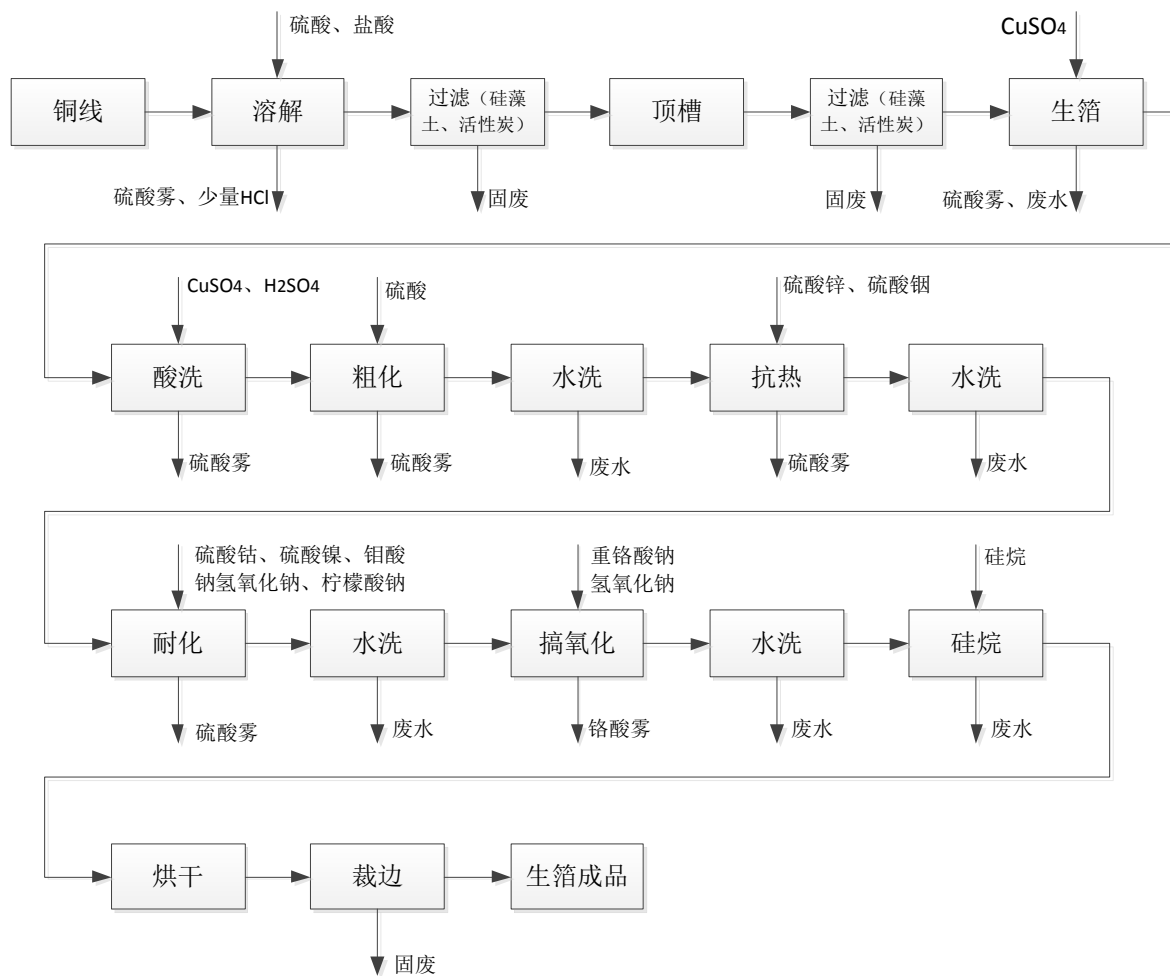 硫酸、盐酸
CuSO4
铜线
溶解
过滤（硅藻
土、活性炭）
顶槽
过滤（硅藻
土、活性炭）
生箔
硫酸雾、少量HCl
固废
固废
硫酸雾、废水
CuSO4、H2SO4
硫酸
硫酸锌、硫酸铟
酸洗
粗化
水洗
抗热
水洗
硫酸雾
硫酸雾
废水
硫酸雾
废水
硫酸钴、硫酸镍、钼酸
钠氢氧化钠、柠檬酸钠
重铬酸钠
氢氧化钠
硅烷
耐化
水洗
搞氧化
水洗
硅烷
硫酸雾
废水
铬酸雾
废水
废水
烘干
裁边
生箔成品
固废